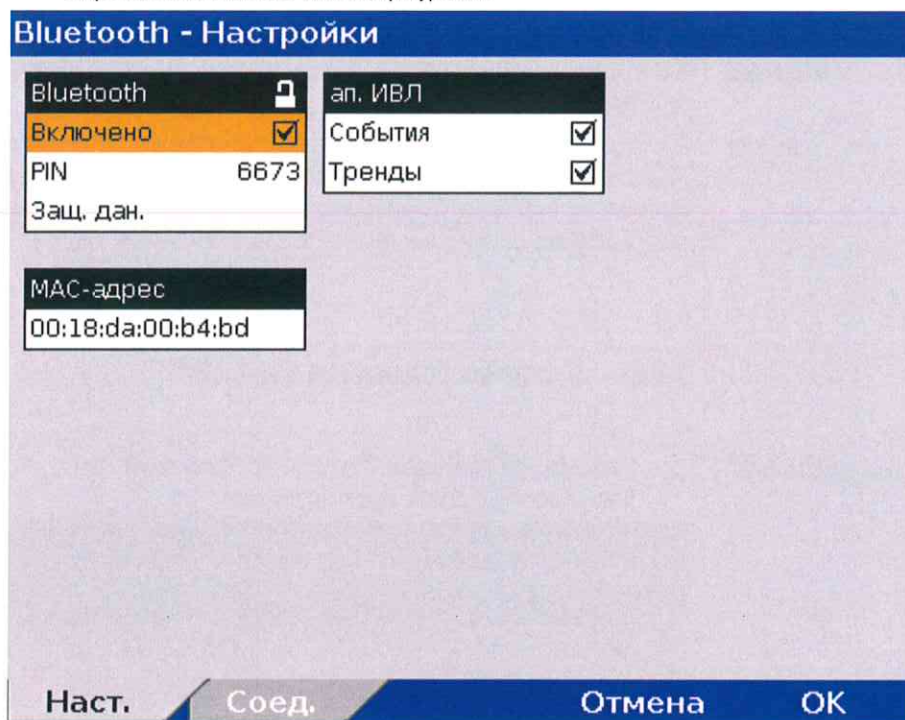 Bluetooth - Настройки
Bluetooth
Включено
PIN 6673
Защ. дан.
ап. ИВЛ
События
Тренды
MAC-адрес
00:18:da:00:b4:bd
Наст.
Соед.
Отмена
OK